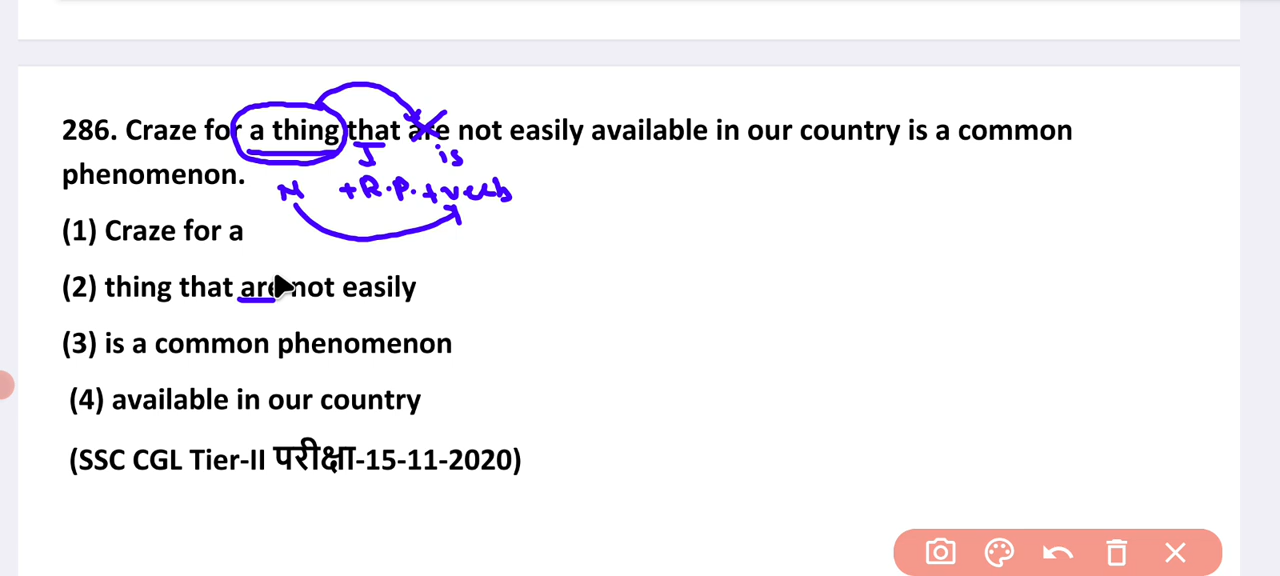 286. Craze for a thing that are not easily available in our country is a common
is
phenomenon.
N + R.P. + verb
(1) Craze for a
(2) thing that are not easily
(3) is a common phenomenon
(4) available in our country
(SSC CGL Tier-II परीक्षा-15-11-2020)